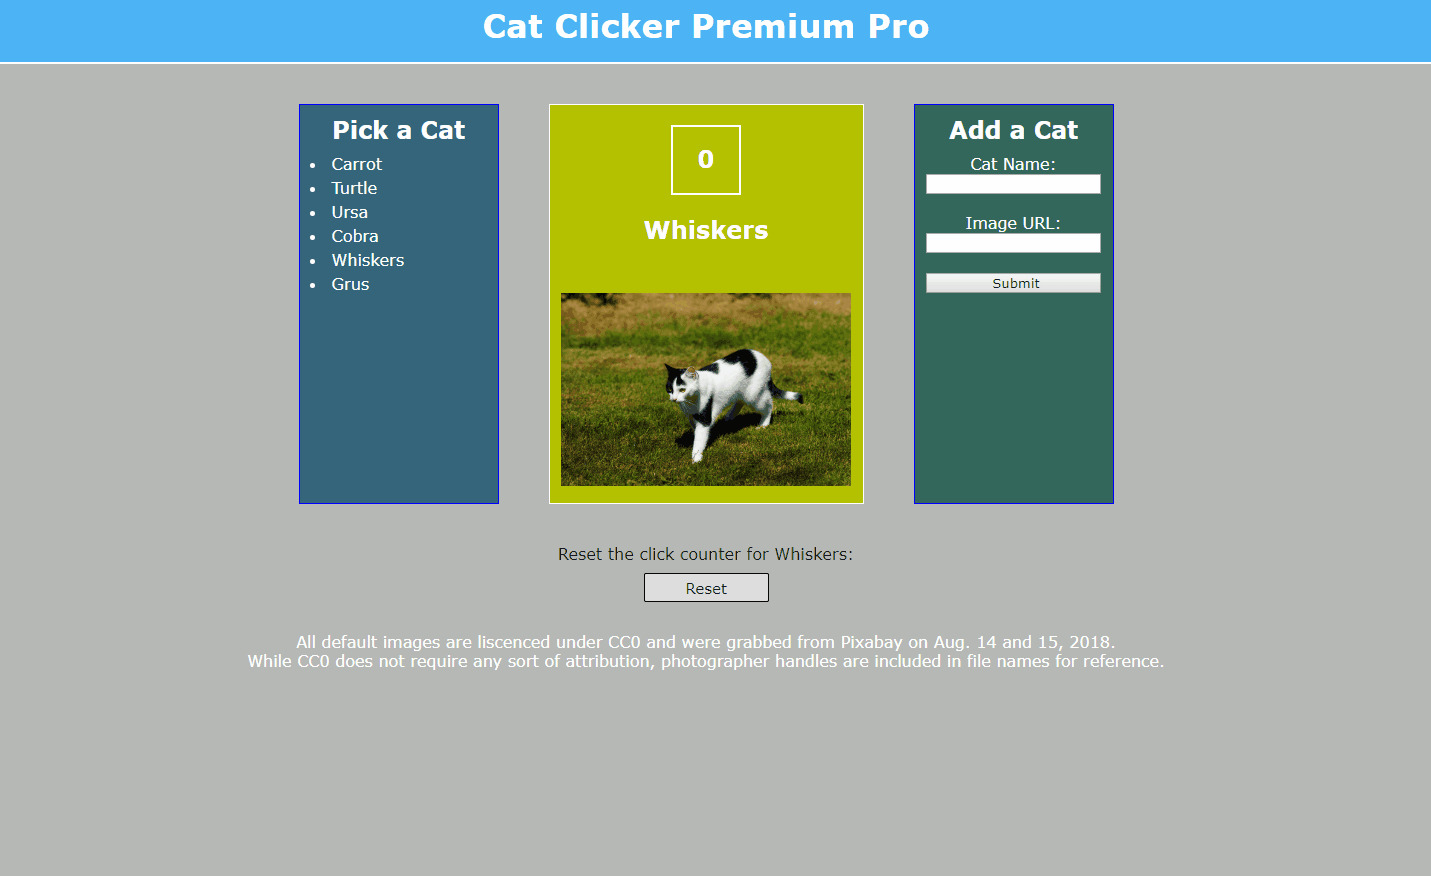 Cat Clicker Premium Pro
Pick a Cat
Carrot
Turtle
Ursa
Cobra
Whiskers
Grus
0
Whiskers
Add a Cat
Cat Name:
Image URL:
Submit
Reset the click counter for Whiskers:
Reset
All default images are liscenced under CC0 and were grabbed from Pixabay on Aug. 14 and 15, 2018.
While CC0 does not require any sort of attribution, photographer handles are included in file names for reference.